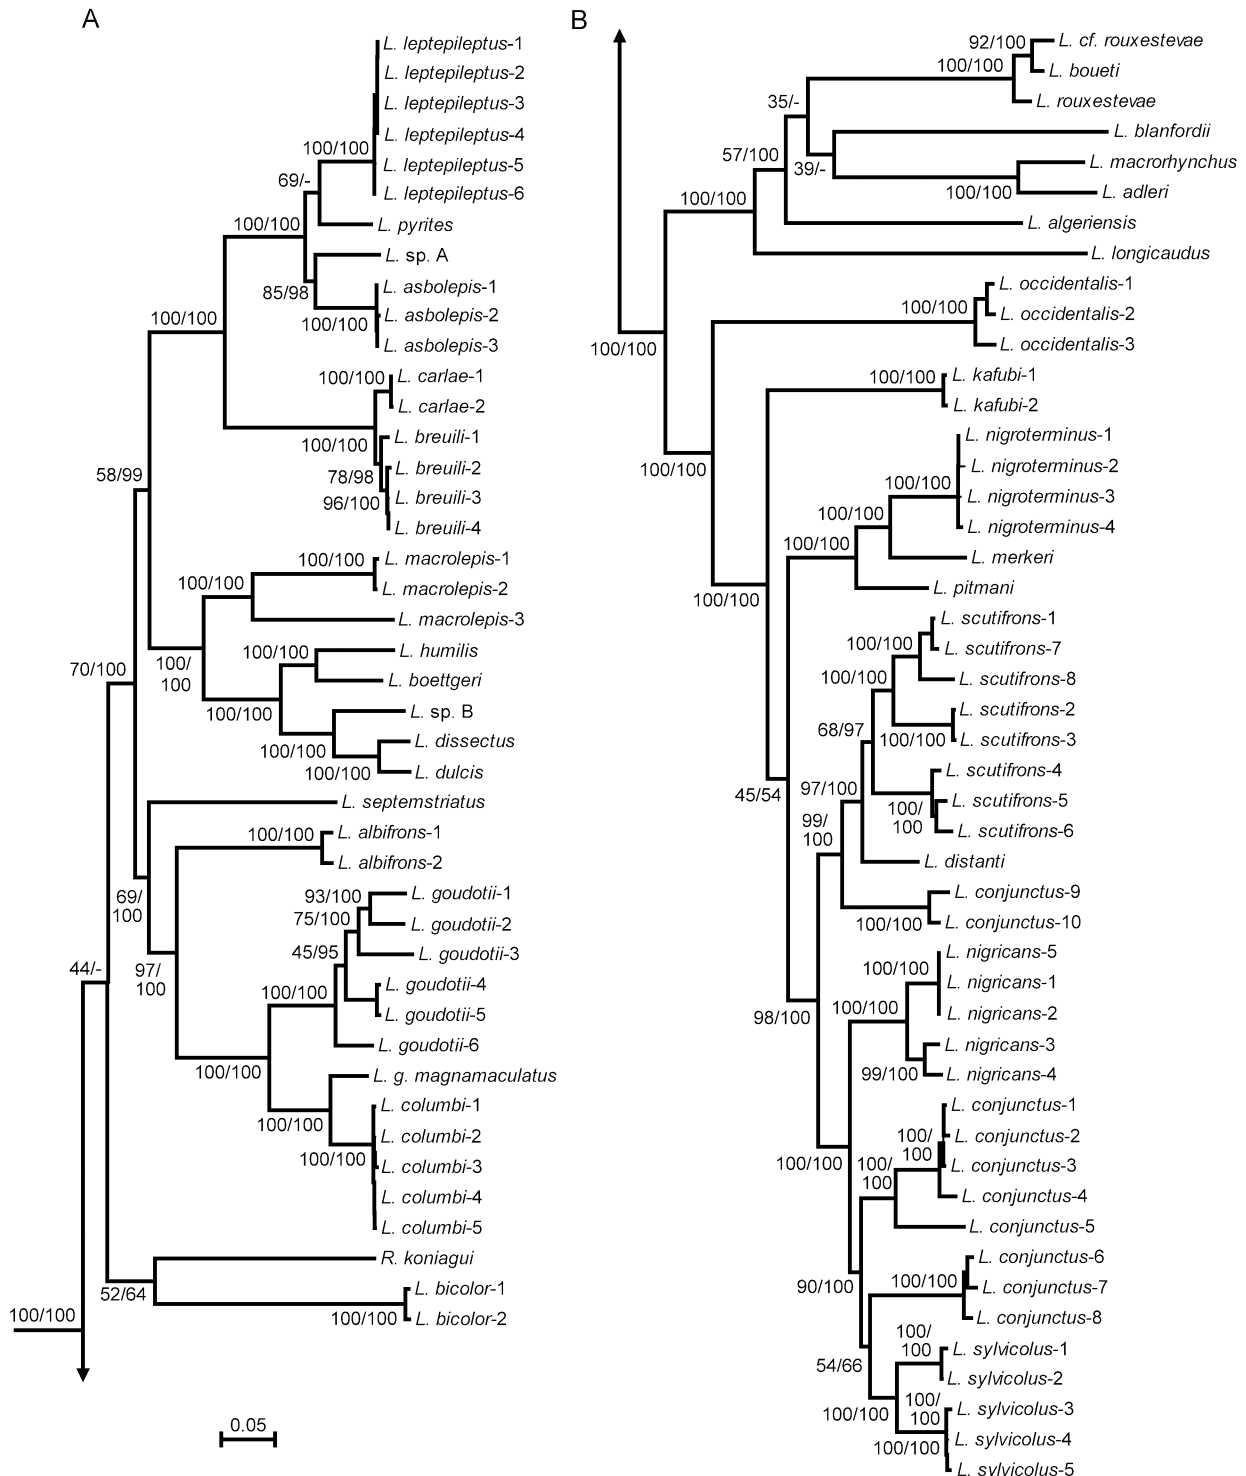 A
L. leptepileptus-1
L. leptepileptus-2
L. leptepileptus-3
L. leptepileptus-4
100/100
L. leptepileptus-5
69/-
L. leptepileptus-6
100/100
L. pyrites
L. sp. A
85/98
L. asbolepis-1
100/100
L. asbolepis-2
100/100
L. asbolepis-3
100/100
L. carlae-1
L. carlae-2
100/100
L. breuili-1
78/98
L. breuili-2
96/100
L. breuili-3
L. breuili-4
58/99
100/100
L. macrolepis-1
100/100
L. macrolepis-2
L. macrolepis-3
100/100
L. humilis
100/
100
L. boettgeri
70/100
100/100
L. sp. B
100/100
L. dissectus
100/100
L. dulcis
L. septemstriatus
100/100
L. albifrons-1
L. albifrons-2
69/
100
93/100
L. goudotii-1
75/100
L. goudotii-2
45/95
L. goudotii-3
44/-
97/
100
100/100
L. goudotii-4
L. goudotii-5
L. goudotii-6
100/100
L. g. magnamaculatus
100/100
L. columbi-1
L. columbi-2
100/100
L. columbi-3
L. columbi-4
L. columbi-5
R. koniagui
52/64
L. bicolor-1
100/100
L. bicolor-2
100/100
0.05
B
92/100
L. cf. rouxestevae
100/100
L. boueti
35/-
L. rouxestevae
L. blanfordii
57/100
39/-
L. macrorhynchus
100/100
100/100
L. adleri
L. algeriensis
L. longicaudus
100/100
L. occidentalis-1
100/100
L. occidentalis-2
L. occidentalis-3
100/100
L. kafubi-1
L. kafubi-2
100/100
L. nigroterminus-1
L. nigroterminus-2
100/100
L. nigroterminus-3
100/100
L. nigroterminus-4
100/100
L. merkeri
100/100
L. pitmani
L. scutifrons-1
100/100
L. scutifrons-7
100/100
L. scutifrons-8
68/97
L. scutifrons-2
100/100
L. scutifrons-3
45/54
97/100
L. scutifrons-4
100/
100
L. scutifrons-5
99/
100
L. scutifrons-6
L. distanti
L. conjunctus-9
100/100
L. conjunctus-10
98/100
L. nigricans-5
100/100
L. nigricans-1
100/100
L. nigricans-2
L. nigricans-3
99/100
L. nigricans-4
L. conjunctus-1
100/
100
L. conjunctus-2
100/100
100/
100
L. conjunctus-3
L. conjunctus-4
L. conjunctus-5
90/100
L. conjunctus-6
100/100
L. conjunctus-7
L. conjunctus-8
100/
100
L. sylvicolus-1
54/66
L. sylvicolus-2
100/
100
L. sylvicolus-3
100/100
L. sylvicolus-4
100/100
L. sylvicolus-5